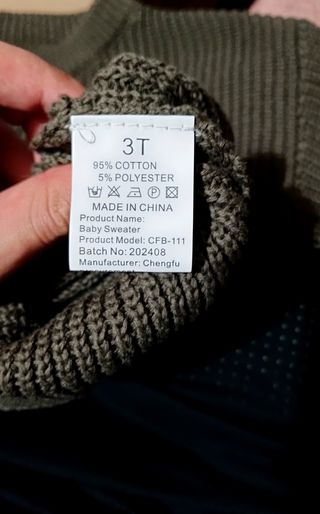 3T
95% COTTON
5% POLYESTER
MADE IN CHINA
Product Name:
Baby Sweater
Product Model: CFB-111
Batch No: 202408
Manufacturer: Chengfu